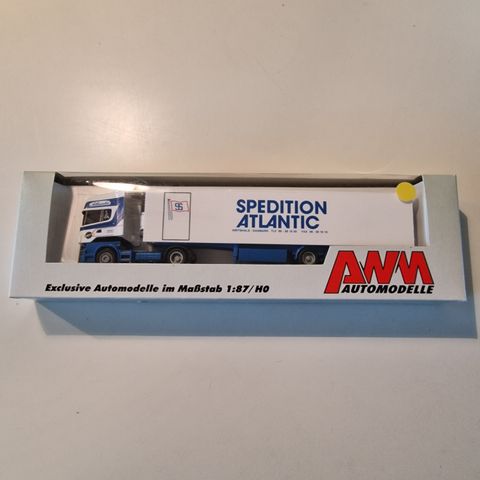 SPEDITION
ATLANTIC
AWM
AUTOMODELLE
Exclusive Automodelle im Maßstab 1:87/H0